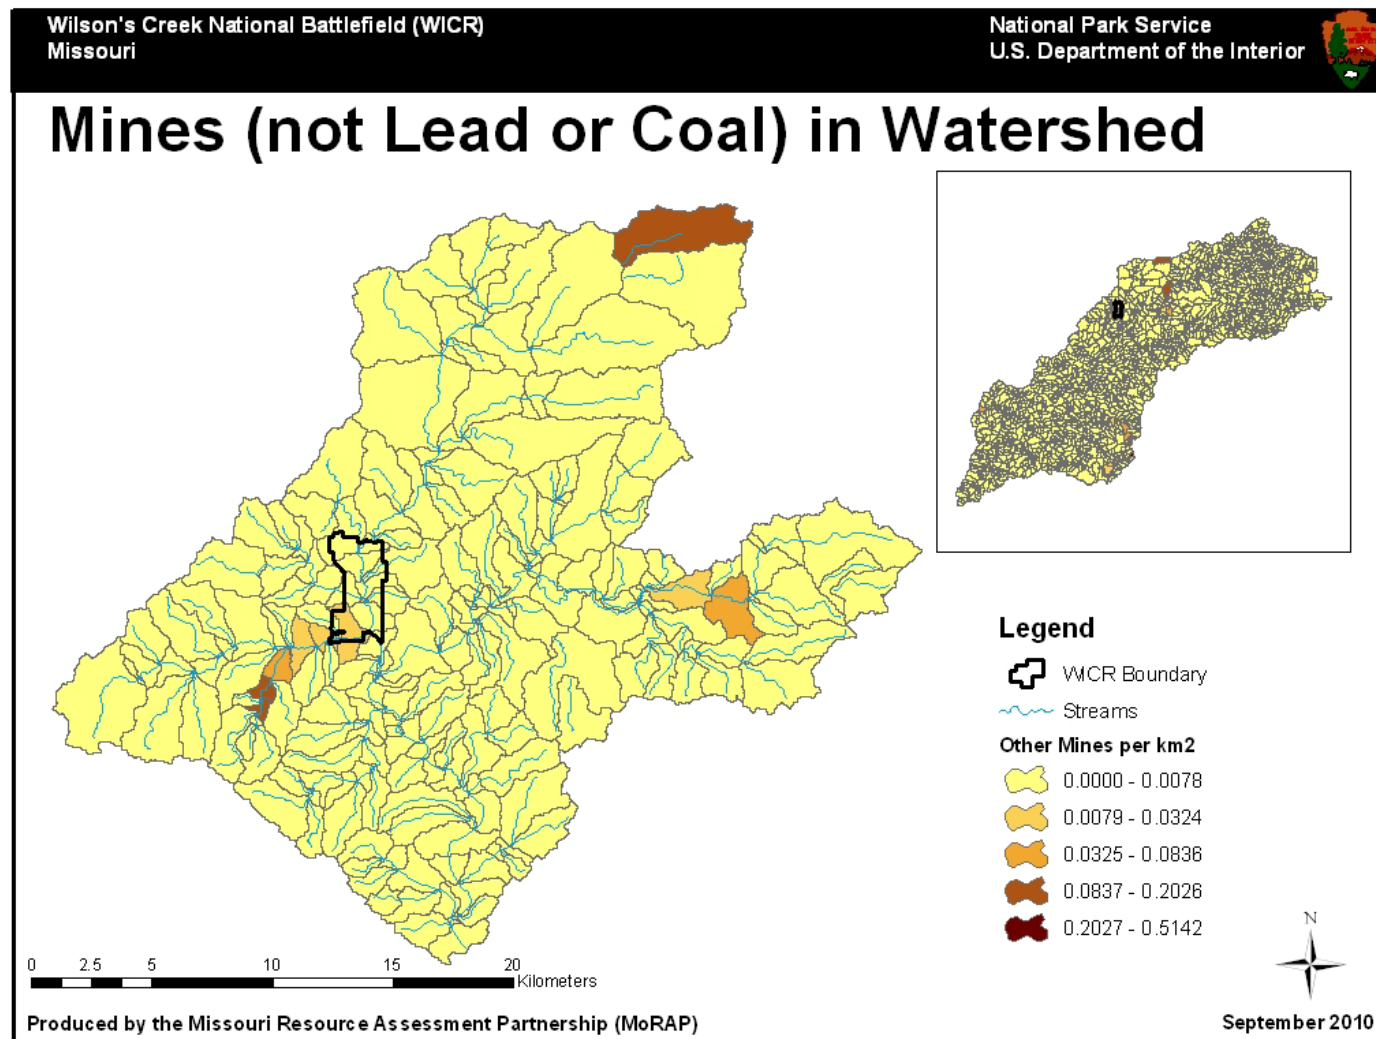 Wilson's Creek National Battlefield (WICR)
Missouri
National Park Service
U.S. Department of the Interior
Mines (not Lead or Coal) in Watershed
Legend
WICR Boundary
Streams
Other Mines per km2
0.0000 - 0.0078
0.0079 - 0.0324
0.0325 - 0.0836
0.0837 - 0.2026
0.2027 - 0.5142
N
0 2.5 5 10 15 20
Kilometers
Produced by the Missouri Resource Assessment Partnership (MoRAP)
September 2010